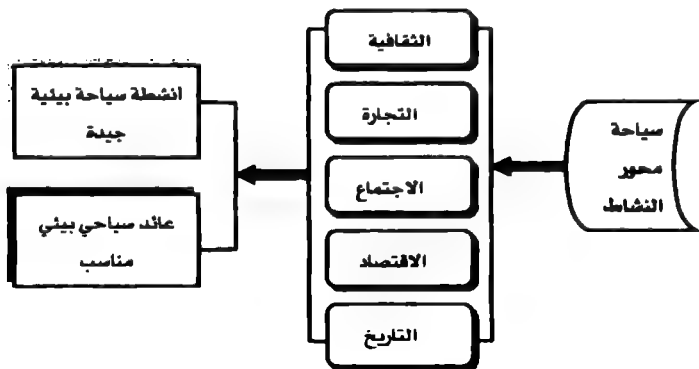 سياحة
محور
النشاط
الثقافية
التجارة
الاجتماع
الاقتصاد
التاريخ
انشطة سياحة بيئية
جيدة
عائد سياحي بيئي
مناسب